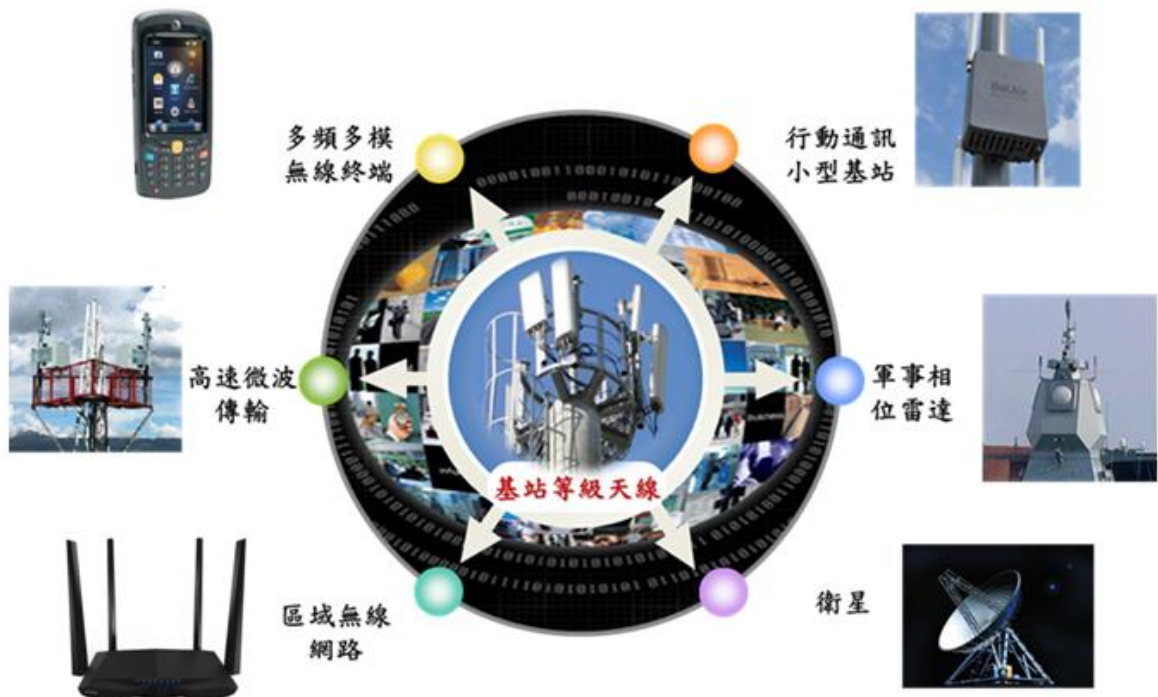 多頻多模
無線終端
行動通訊
小型基站
BelAir
高速微波
傳輸
軍事相
位雷達
基站等級天線
區域無線
網路
衛星